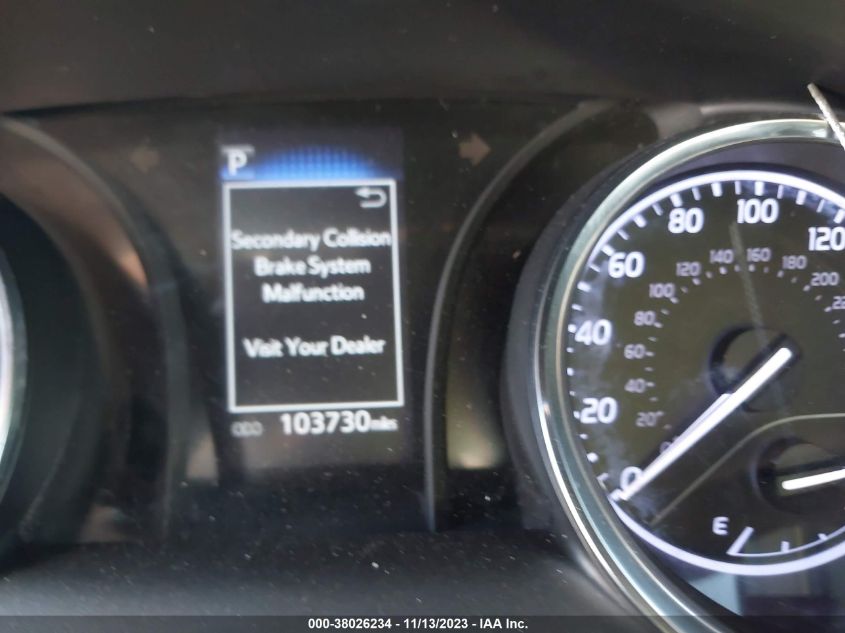 P
Secondary Collision
Brake System
Malfunction
Visit Your Dealer
ODO 103730 miles
0 20 40 60 80 100 120
20 40 60 80 100 120 140 160 180 200
E
000-38026234 - 11/13/2023 - IAA Inc.